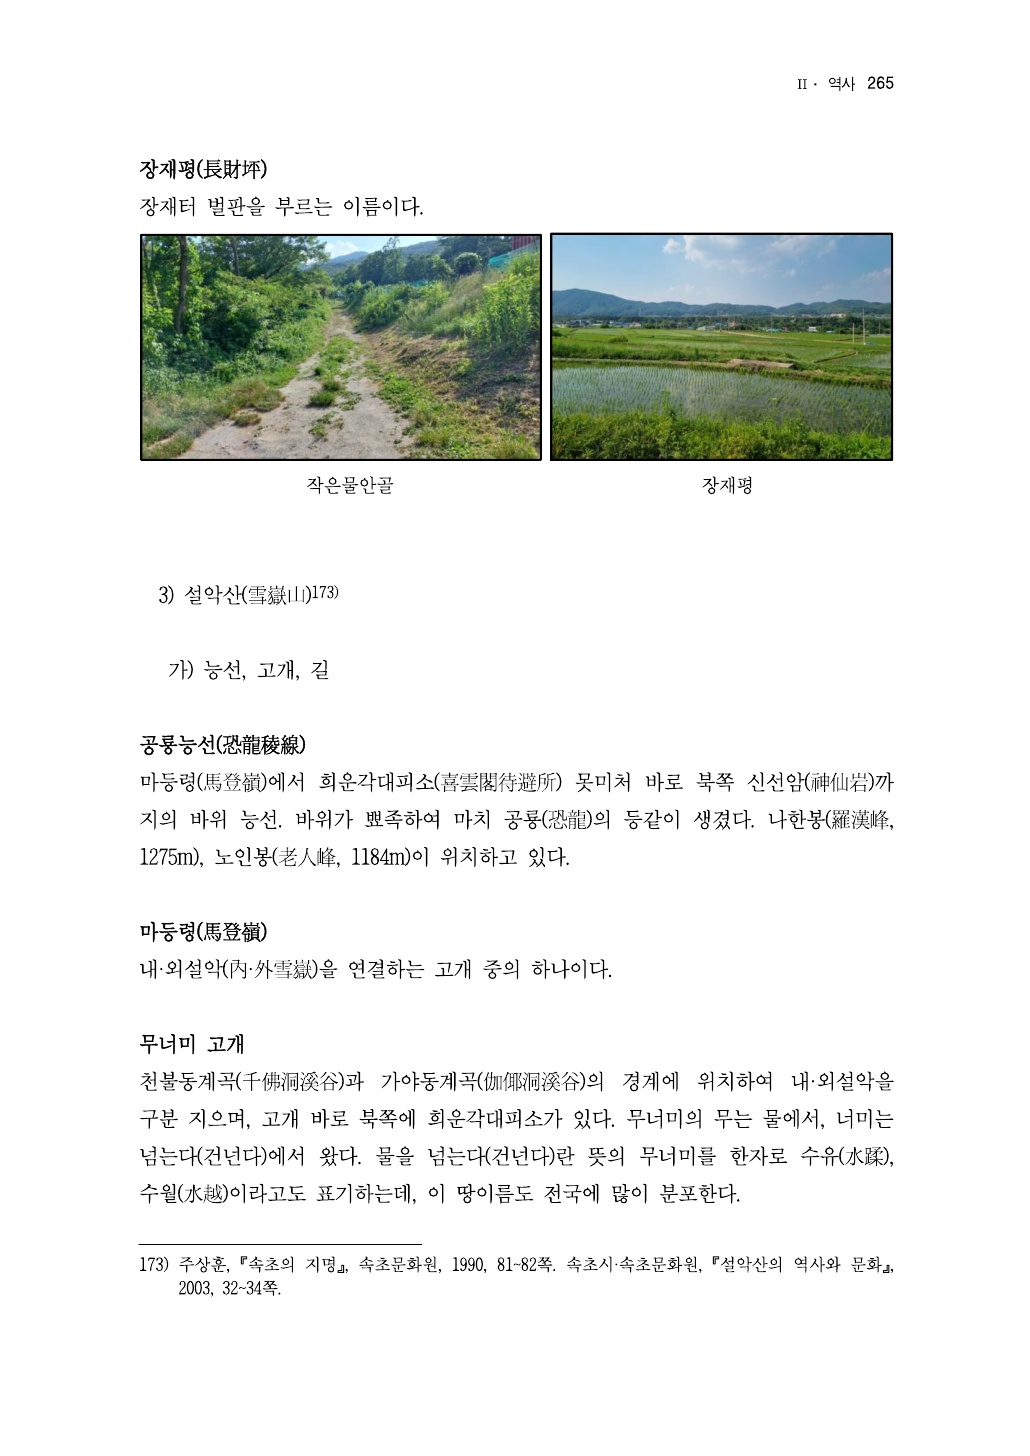 II · 역사 265
장재평(長財坪)
장재터 벌판을 부르는 이름이다.
작은물안골
장재평
3) 설악산(雪嶽山)173)
가) 능선, 고개, 길
공룡능선(恐龍稜線)
마등령(馬登嶺)에서 희운각대피소(喜雲閣待避所) 못미처 바로 북쪽 신선암(神仙岩)까
지의 바위 능선. 바위가 뾰족하여 마치 공룡(恐龍)의 등같이 생겼다. 나한봉(羅漢峰,
1275m), 노인봉(老人峰, 1184m)이 위치하고 있다.
마등령(馬登嶺)
내·외설악(內·外雪嶽)을 연결하는 고개 중의 하나이다.
무너미 고개
천불동계곡(千佛洞溪谷)과 가야동계곡(伽倻洞溪谷)의 경계에 위치하여 내·외설악을
구분 지으며, 고개 바로 북쪽에 희운각대피소가 있다. 무너미의 무는 물에서, 너미는
넘는다(건넌다)에서 왔다. 물을 넘는다(건넌다)란 뜻의 무너미를 한자로 수유(水蹂),
수월(水越)이라고도 표기하는데, 이 땅이름도 전국에 많이 분포한다.
173) 주상훈, 『속초의 지명』, 속초문화원, 1990, 81~82쪽. 속초시·속초문화원, 『설악산의 역사와 문화』,
2003, 32~34쪽.